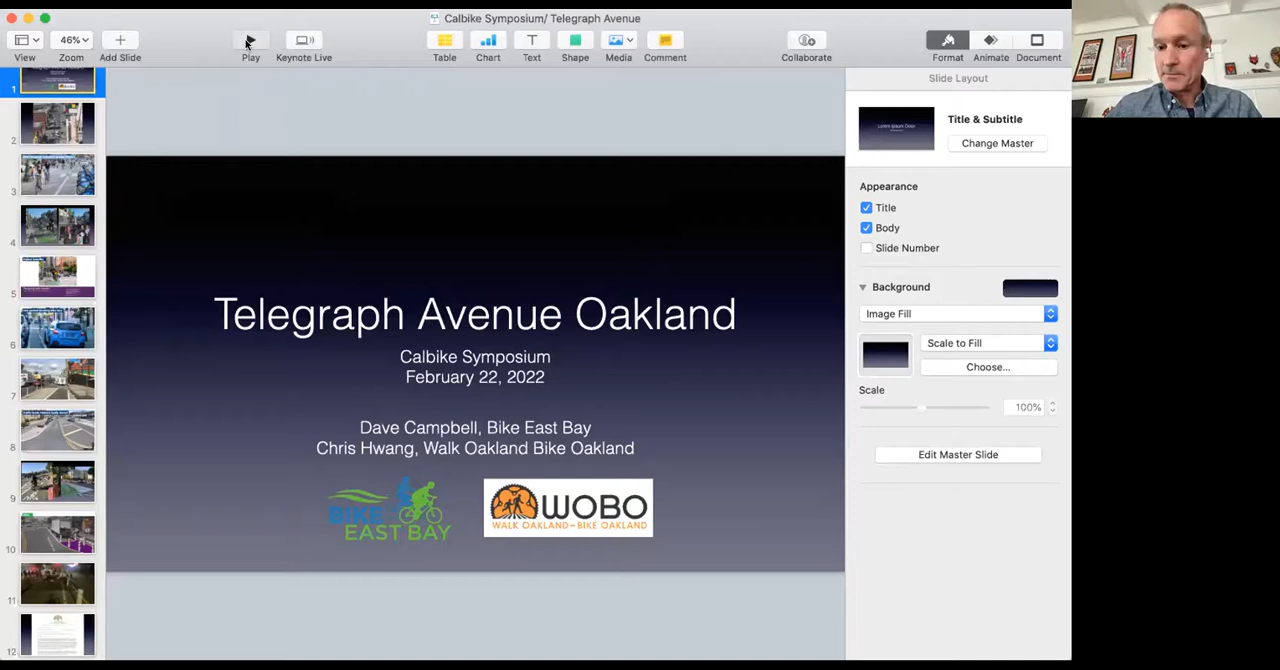 Calbike Symposium/ Telegraph Avenue
46%
View
Zoom
Add Slide
Play
Keynote Live
Table
Chart
Text
Shape
Media
Comment
Collaborate
Format
Animate
Document
1
2
3
4
5
6
7
8
9
10
11
12
Telegraph Avenue Oakland
Calbike Symposium
February 22, 2022
Dave Campbell, Bike East Bay
Chris Hwang, Walk Oakland Bike Oakland
BIKE
EAST BAY
WOBO
WALK OAKLAND-BIKE OAKLAND
Slide Layout
Title & Subtitle
Change Master
Appearance
Title
Body
Slide Number
Background
Image Fill
Scale to Fill
Choose...
Scale
100%
Edit Master Slide